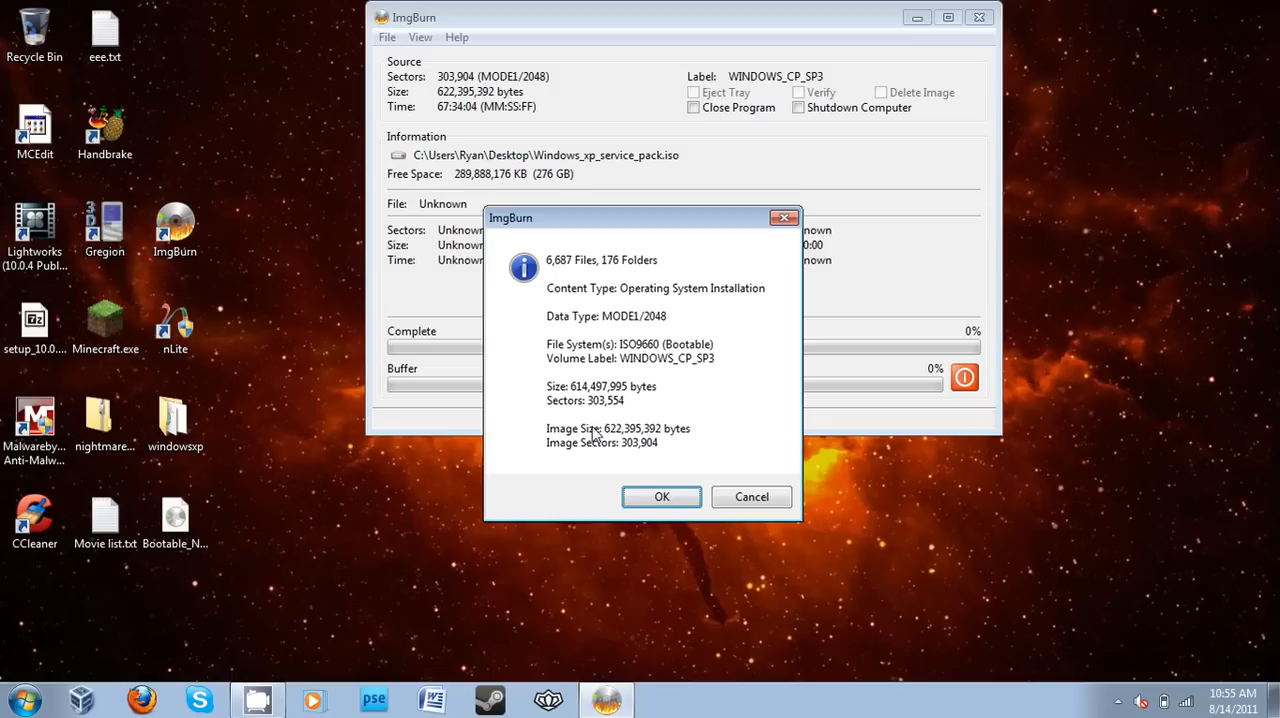 Recycle Bin
eee.txt
MCEdit
Handbrake
Lightworks
(10.0.4 Publ...
Gregion
ImgBurn
setup_10.0....
Minecraft.exe
nLite
Malwareby...
Anti-Malw...
nightmare...
windowsxp
CCleaner
Movie list.txt
Bootable_N...
ImgBurn
File View Help
Source
Sectors: 303,904 (MODE1/2048)
Size: 622,395,392 bytes
Time: 67:34:04 (MM:SS:FF)
Label: WINDOWS_CP_SP3
Eject Tray Verify Delete Image
Close Program Shutdown Computer
Information
C:\Users\Ryan\Desktop\Windows_xp_service_pack.iso
Free Space: 289,888,176 KB (276 GB)
File: Unknown
Sectors: Unknow nown
Size: Unknow 0:00
Time: Unknow nown
Complete 0%
Buffer 0%
ImgBurn
6,687 Files, 176 Folders
Content Type: Operating System Installation
Data Type: MODE1/2048
File System(s): ISO9660 (Bootable)
Volume Label: WINDOWS_CP_SP3
Size: 614,497,995 bytes
Sectors: 303,554
Image Size: 622,395,392 bytes
Image Sectors: 303,904
OK Cancel
pse
10:55 AM
8/14/2011